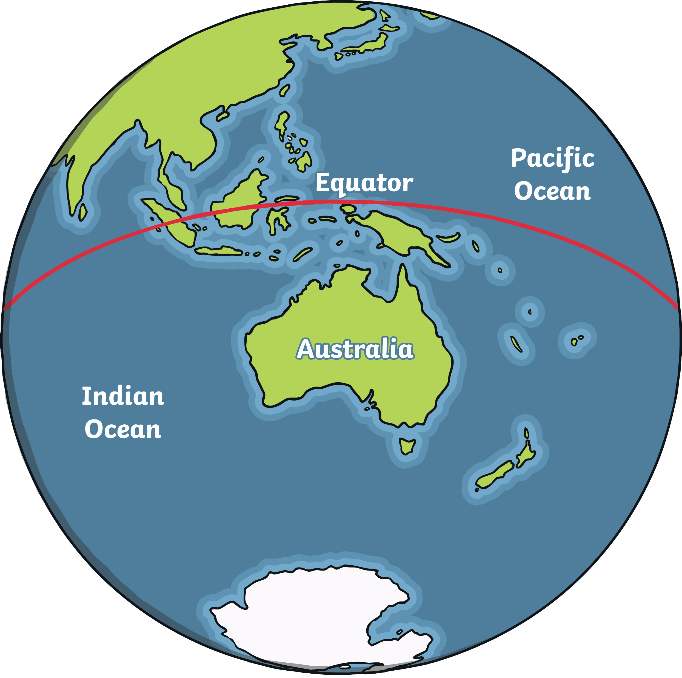 Pacific
Ocean
Equator
Australia
Indian
Ocean